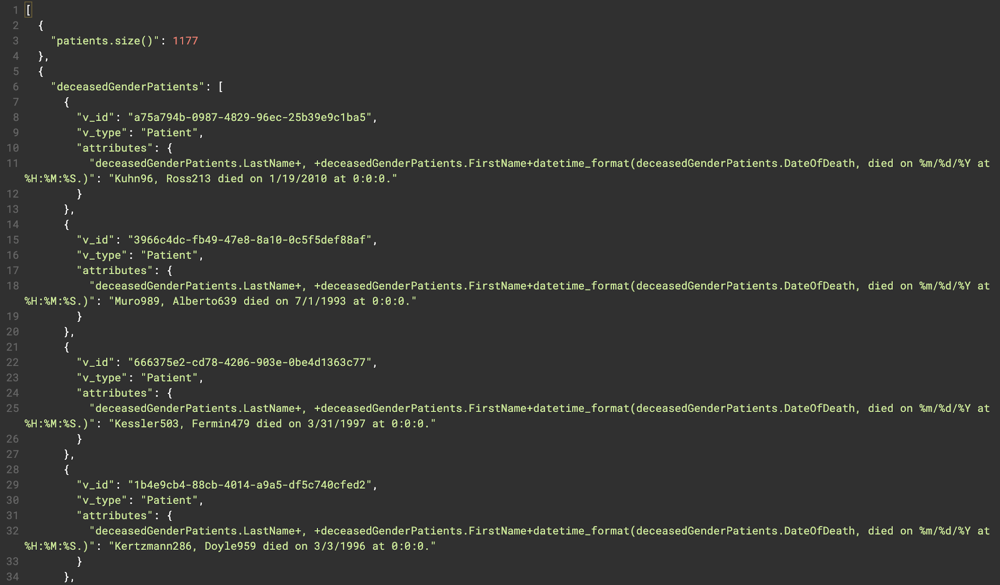 1 [
2 {
3 "patients.size()": 1177
4 },
5 {
6 "deceasedGenderPatients": [
7 {
8 "v_id": "a75a794b-0987-4829-96ec-25b39e9c1ba5",
9 "v_type": "Patient",
10 "attributes": {
11 "deceasedGenderPatients.LastName+, +deceasedGenderPatients.FirstName+datetime_format(deceasedGenderPatients.DateOfDeath, died on %m/%d/%Y at
%H:%M:%S.)": "Kuhn96, Ross213 died on 1/19/2010 at 0:0:0."
12 }
13 },
14 {
15 "v_id": "3966c4dc-fb49-47e8-8a10-0c5f5def88af",
16 "v_type": "Patient",
17 "attributes": {
18 "deceasedGenderPatients.LastName+, +deceasedGenderPatients.FirstName+datetime_format(deceasedGenderPatients.DateOfDeath, died on %m/%d/%Y at
%H:%M:%S.)": "Muro989, Alberto639 died on 7/1/1993 at 0:0:0."
19 }
20 },
21 {
22 "v_id": "666375e2-cd78-4206-903e-0be4d1363c77",
23 "v_type": "Patient",
24 "attributes": {
25 "deceasedGenderPatients.LastName+, +deceasedGenderPatients.FirstName+datetime_format(deceasedGenderPatients.DateOfDeath, died on %m/%d/%Y at
%H:%M:%S.)": "Kessler503, Fermin479 died on 3/31/1997 at 0:0:0."
26 }
27 },
28 {
29 "v_id": "1b4e9cb4-88cb-4014-a9a5-df5c740cfed2",
30 "v_type": "Patient",
31 "attributes": {
32 "deceasedGenderPatients.LastName+, +deceasedGenderPatients.FirstName+datetime_format(deceasedGenderPatients.DateOfDeath, died on %m/%d/%Y at
%H:%M:%S.)": "Kertzmann286, Doyle959 died on 3/3/1996 at 0:0:0."
33 }
34 },